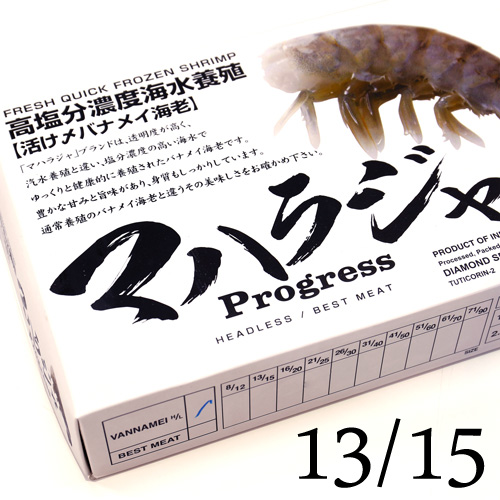 FRESH QUICK FROZEN SHRIMP
高塩分濃度海水養殖
【活け〆バナメイ海老】
「マハラジャ」ブランドは、透明度が高く、
汽水養殖と違い、塩分濃度の高い海水で
ゆっくりと健康的に養殖されたバナメイ海老です。
豊かな甘みと旨味があり、身質もしっかりしています。
通常養殖のバナメイ海老と違うその美味しさをお確かめ下さい。
マハラジャ
Progress
HEADLESS / BEST MEAT
PRODUCT OF IN
Processed, Packed
DIAMOND S
TUTICORIN-2
8/12 13/15 16/20 21/25 26/30 31/40 41/50 51/60 61/70 71/90 SIZE
VANNAMEI H/L
BEST MEAT
13/15